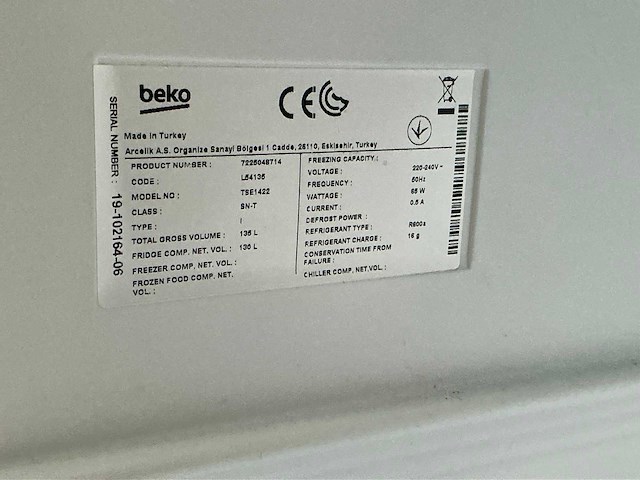 beko
CE
Made in Turkey
Arcelik A.S. Organize Sanayi Bölgesi 1 Cadde, 26110, Eskisehir, Turkey
SERIAL NUMBER : 19-102164-06
PRODUCT NUMBER : 7225048714
CODE : L54135
MODEL NO : TSE1422
CLASS : SN-T
TYPE : I
TOTAL GROSS VOLUME : 135 L
FRIDGE COMP. NET. VOL. : 130 L
FREEZER COMP. NET. VOL. :
FROZEN FOOD COMP. NET.
VOL. :
FREEZING CAPACITY :
VOLTAGE : 220-240V ~
FREQUENCY : 50Hz
WATTAGE : 65 W
CURRENT : 0.5 A
DEFROST POWER :
REFRIGERANT TYPE : R600a
REFRIGERANT CHARGE : 16 g
CONSERVATION TIME FROM
FAILURE :
CHILLER COMP. NET.VOL. :